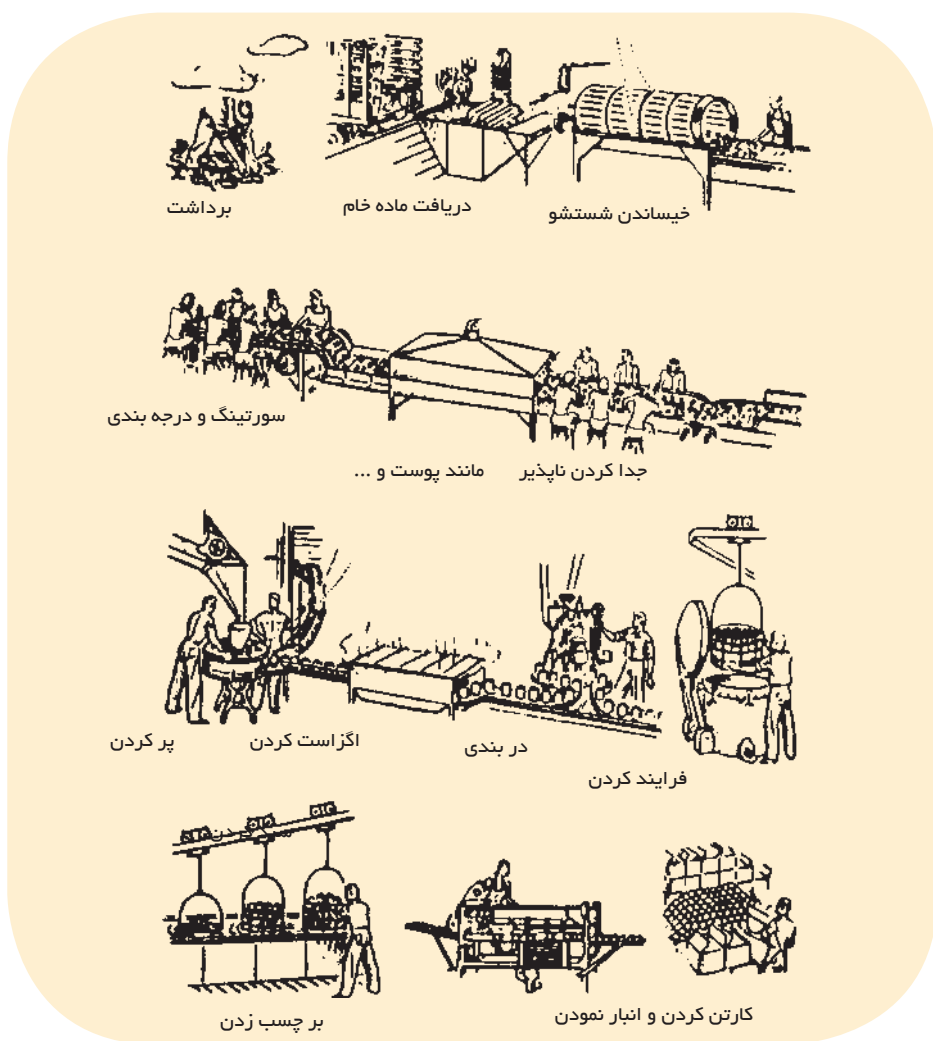 برداشت
دریافت ماده خام
خیساندن شستشو
سورتینگ و درجه بندی
جدا کردن ناپذیر
مانند پوست و ...
پر کردن
اگزاست کردن
در بندی
فرایند کردن
کردن
بر چسب زدن
کارتن کردن و انبار نمودن